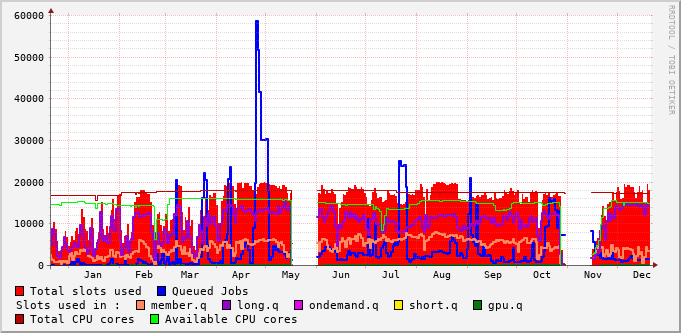 60000
50000
40000
30000
20000
10000
0
Jan Feb Mar Apr May Jun Jul Aug Sep Oct Nov Dec
Total slots used Queued Jobs
Slots used in : member.q long.q ondemand.q short.q gpu.q
Total CPU cores Available CPU cores
RRDTOOL / TOBI OETIKER